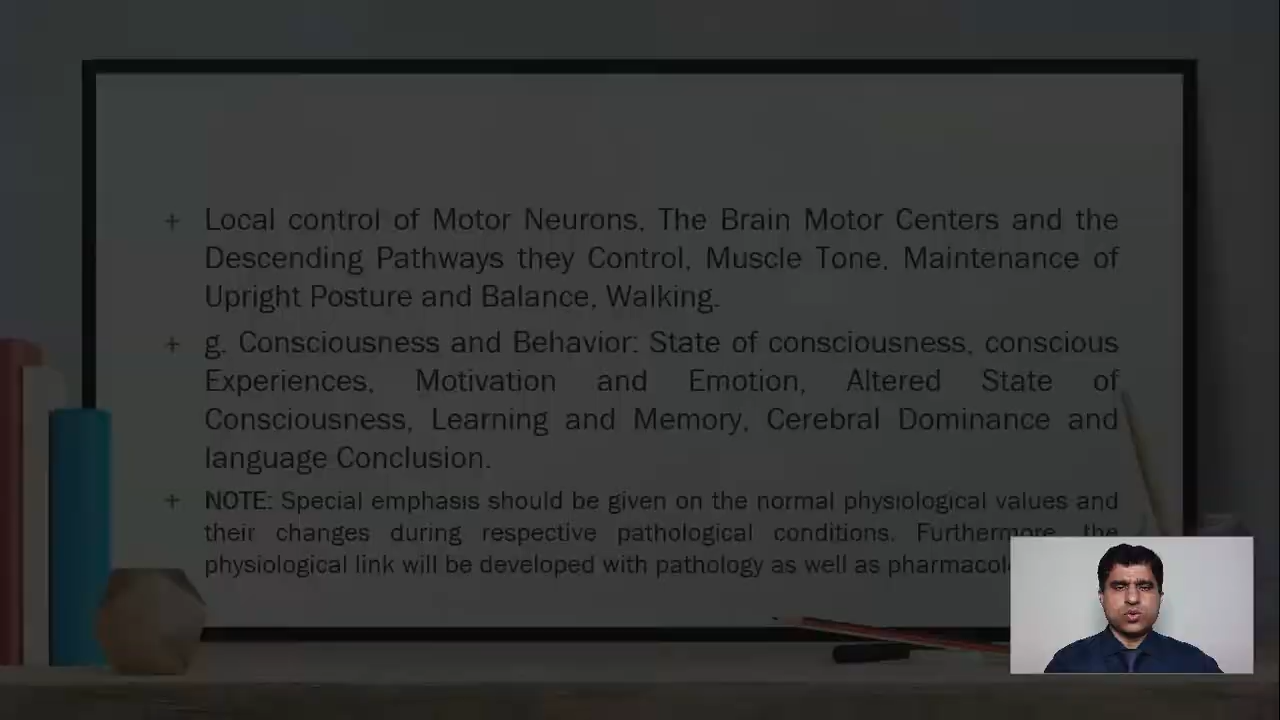 + Local control of Motor Neurons, The Brain Motor Centers and the
Descending Pathways they Control, Muscle Tone, Maintenance of
Upright Posture and Balance, Walking.
+ g. Consciousness and Behavior: State of consciousness, conscious
Experiences, Motivation and Emotion, Altered State of
Consciousness, Learning and Memory, Cerebral Dominance and
language Conclusion.
+ NOTE: Special emphasis should be given on the normal physiological values and
their changes during respective pathological conditions. Furthermore, the
physiological link will be developed with pathology as well as